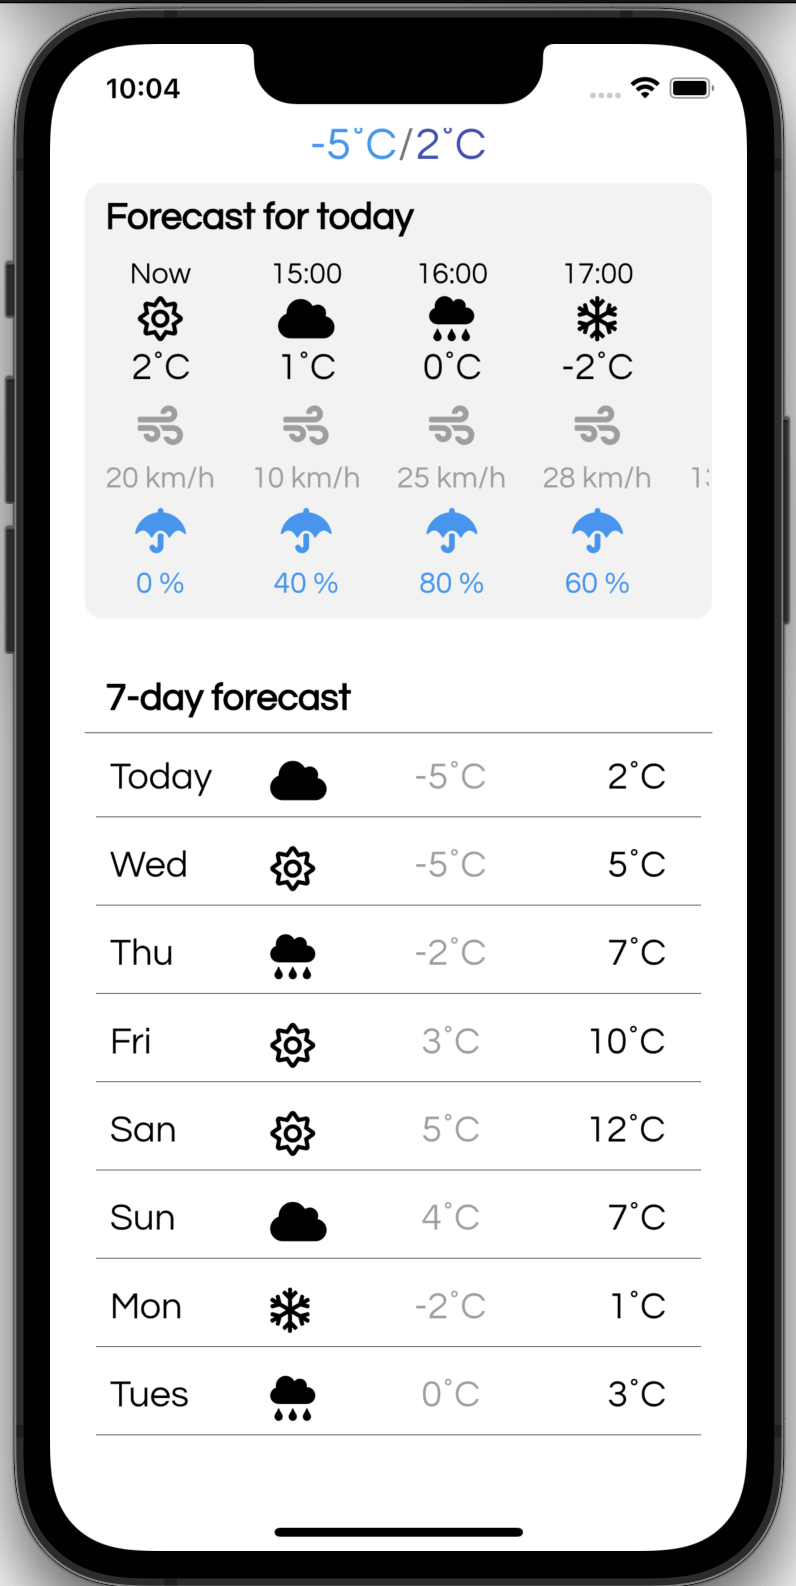 10:04
-5°C/2°C
Forecast for today
Now 15:00 16:00 17:00
2°C 1°C 0°C -2°C
20 km/h 10 km/h 25 km/h 28 km/h
0 % 40 % 80 % 60 %
7-day forecast
Today -5°C 2°C
Wed -5°C 5°C
Thu -2°C 7°C
Fri 3°C 10°C
San 5°C 12°C
Sun 4°C 7°C
Mon -2°C 1°C
Tues 0°C 3°C